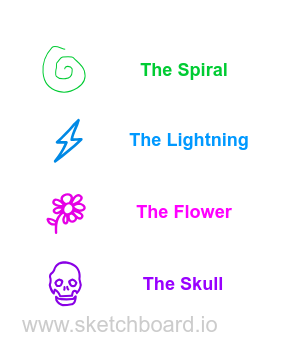 The Spiral
The Lightning
The Flower
The Skull
www.sketchboard.io